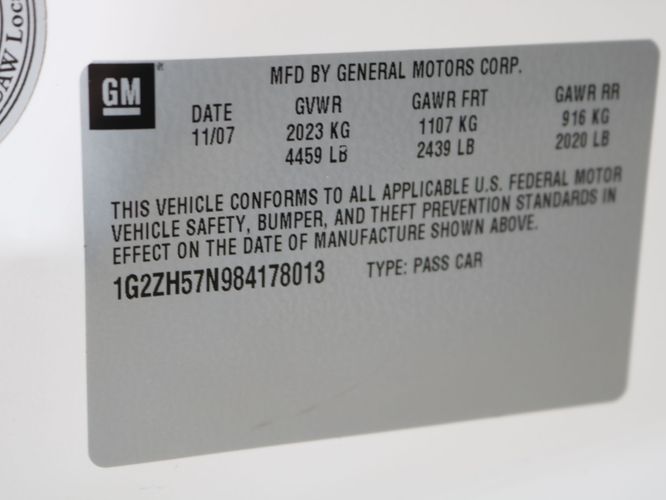 UAW Loc
GM
MFD BY GENERAL MOTORS CORP.
DATE GVWR GAWR FRT GAWR RR
11/07 2023 KG 1107 KG 916 KG
4459 LB 2439 LB 2020 LB
THIS VEHICLE CONFORMS TO ALL APPLICABLE U.S. FEDERAL MOTOR
VEHICLE SAFETY, BUMPER, AND THEFT PREVENTION STANDARDS IN
EFFECT ON THE DATE OF MANUFACTURE SHOWN ABOVE.
1G2ZH57N984178013 TYPE: PASS CAR